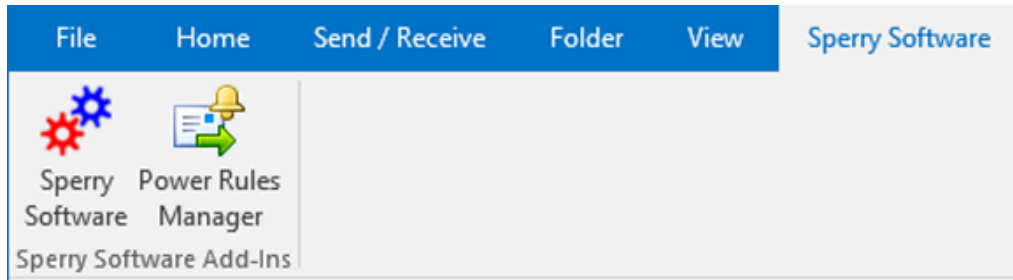 File Home Send / Receive Folder View Sperry Software
Sperry Power Rules
Software Manager
Sperry Software Add-Ins